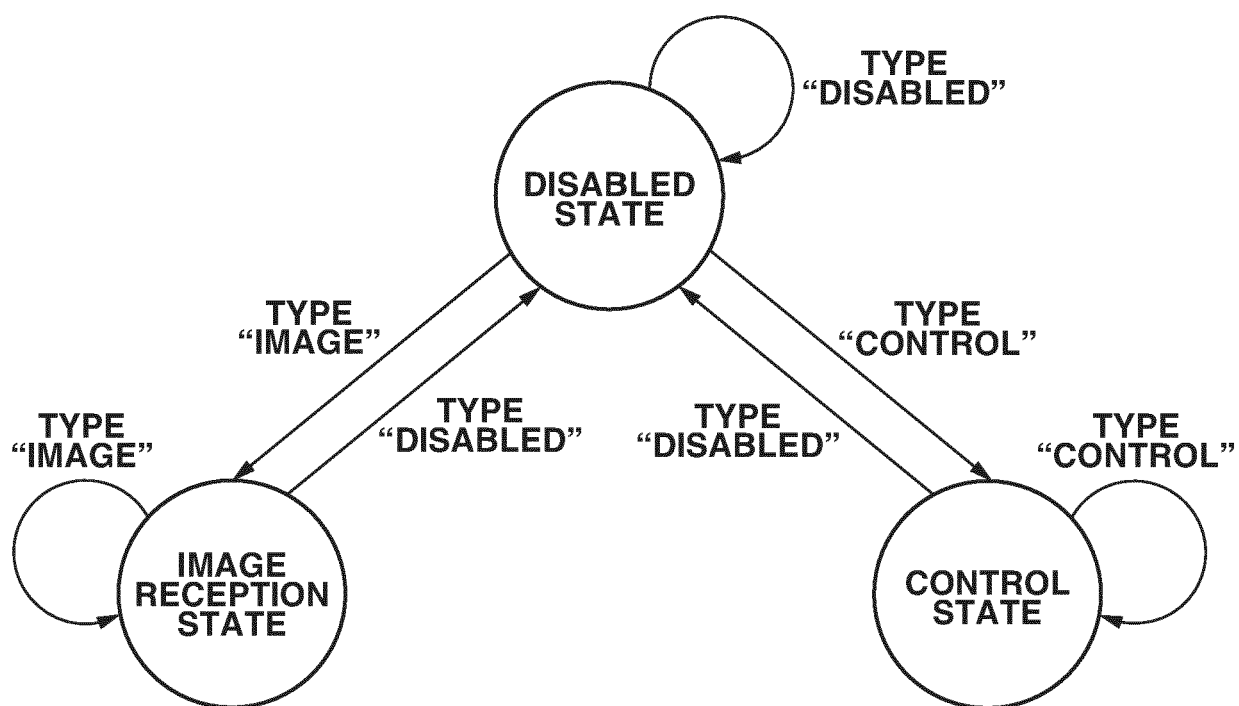 TYPE
“DISABLED”
DISABLED
STATE
TYPE
“IMAGE”
TYPE
“CONTROL”
TYPE
“DISABLED”
TYPE
“DISABLED”
TYPE
“IMAGE”
TYPE
“CONTROL”
IMAGE
RECEPTION
STATE
CONTROL
STATE